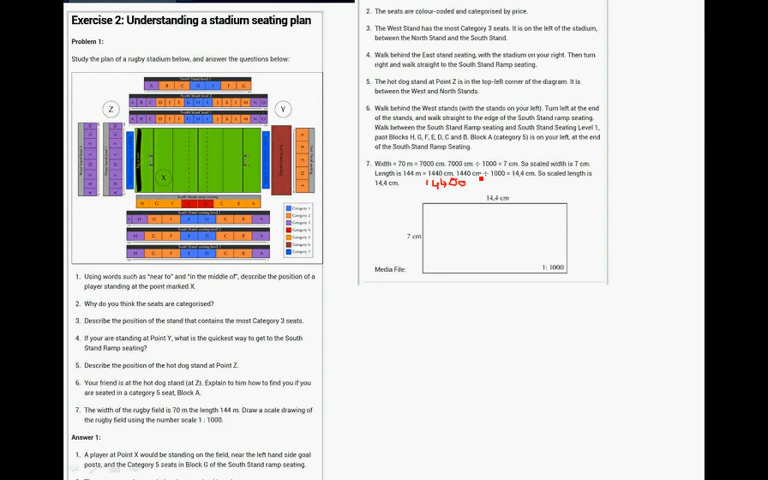 Exercise 2: Understanding a stadium seating plan
Problem 1:
Study the plan of a rugby stadium below, and answer the questions below:
Z
Y
X
Category 1
Category 2
Category 3
Category 4
Category 5
Category 6
Category 7
1. Using words such as “near to” and “in the middle of”, describe the position of a
player standing at the point marked X.
2. Why do you think the seats are categorised?
3. Describe the position of the stand that contains the most Category 3 seats.
4. If your are standing at Point Y, what is the quickest way to get to the South
Stand Ramp seating?
5. Describe the position of the hot dog stand at Point Z.
6. Your friend is at the hot dog stand (at Z). Explain to him how to find you if you
are seated in a category 5 seat, Block A.
7. The width of the rugby field is 70 m the length 144 m. Draw a scale drawing of
the rugby field using the number scale 1 : 1000.
Answer 1:
1. A player at Point X would be standing on the field, near the left hand side goal
posts, and the Category 5 seats in Block G of the South Stand ramp seating.
2. The seats are colour-coded and categorised by price.
3. The West Stand has the most Category 3 seats. It is on the left of the stadium,
between the North Stand and the South Stand.
4. Walk behind the East stand seating, with the stadium on your right. Then turn
right and walk straight to the South Stand Ramp seating.
5. The hot dog stand at Point Z is in the top-left corner of the diagram. It is
between the West and North Stands.
6. Walk behind the West stands (with the stands on your left). Turn left at the end
of the stands, and walk straight to the edge of the South Stand ramp seating.
Walk between the South Stand Ramp seating and South Stand Seating Level 1,
past Blocks H, G, F, E, D, C and B. Block A (category 5) is on your left, at the end
of the South Stand Ramp Seating.
7. Width = 70 m = 7000 cm. 7000 cm ÷ 1000 = 7 cm. So scaled width is 7 cm.
Length is 144 m = 1440 cm. 1440 cm ÷ 1000 = 14,4 cm. So scaled length is
14,4 cm.
14400
14,4 cm
7 cm
Media File:
1: 1000